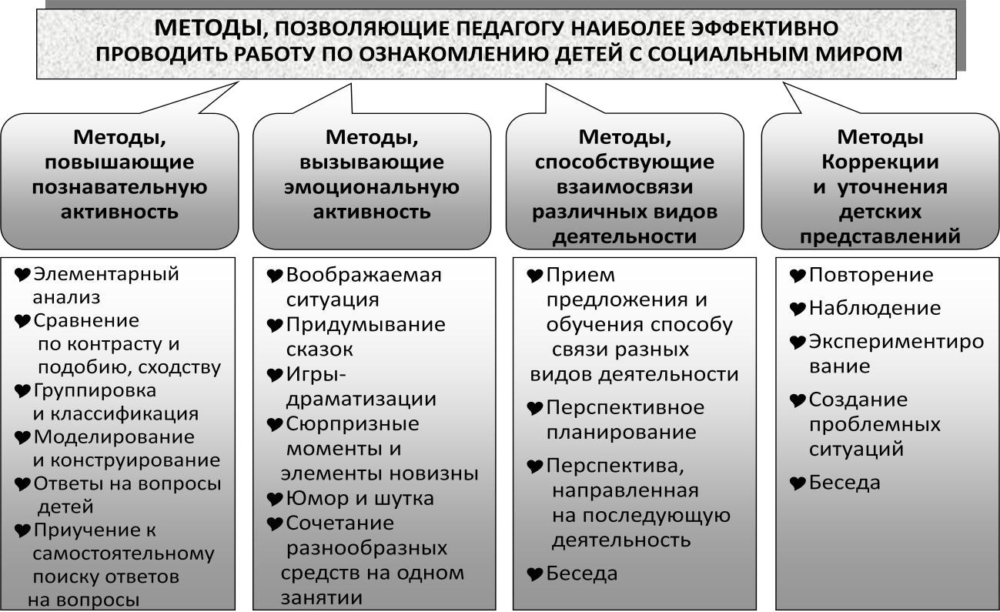 МЕТОДЫ, ПОЗВОЛЯЮЩИЕ ПЕДАГОГУ НАИБОЛЕЕ ЭФФЕКТИВНО
ПРОВОДИТЬ РАБОТУ ПО ОЗНАКОМЛЕНИЮ ДЕТЕЙ С СОЦИАЛЬНЫМ МИРОМ
Методы,
повышающие
познавательную
активность
Элементарный
анализ
Сравнение
по контрасту и
подобию, сходству
Группировка
и классификация
Моделирование
и конструирование
Ответы на вопросы
детей
Приучение к
самостоятельному
поиску ответов
на вопросы
Методы,
вызывающие
эмоциональную
активность
Воображаемая
ситуация
Придумывание
сказок
Игры-
драматизации
Сюрпризные
моменты и
элементы новизны
Юмор и шутка
Сочетание
разнообразных
средств на одном
занятии
Методы,
способствующие
взаимосвязи
различных видов
деятельности
Прием
предложения и
обучения способу
связи разных
видов деятельности
Перспективное
планирование
Перспектива,
направленная
на последующую
деятельность
Беседа
Методы
Коррекции
и уточнения
детских
представлений
Повторение
Наблюдение
Экспериментиро
вание
Создание
проблемных
ситуаций
Беседа